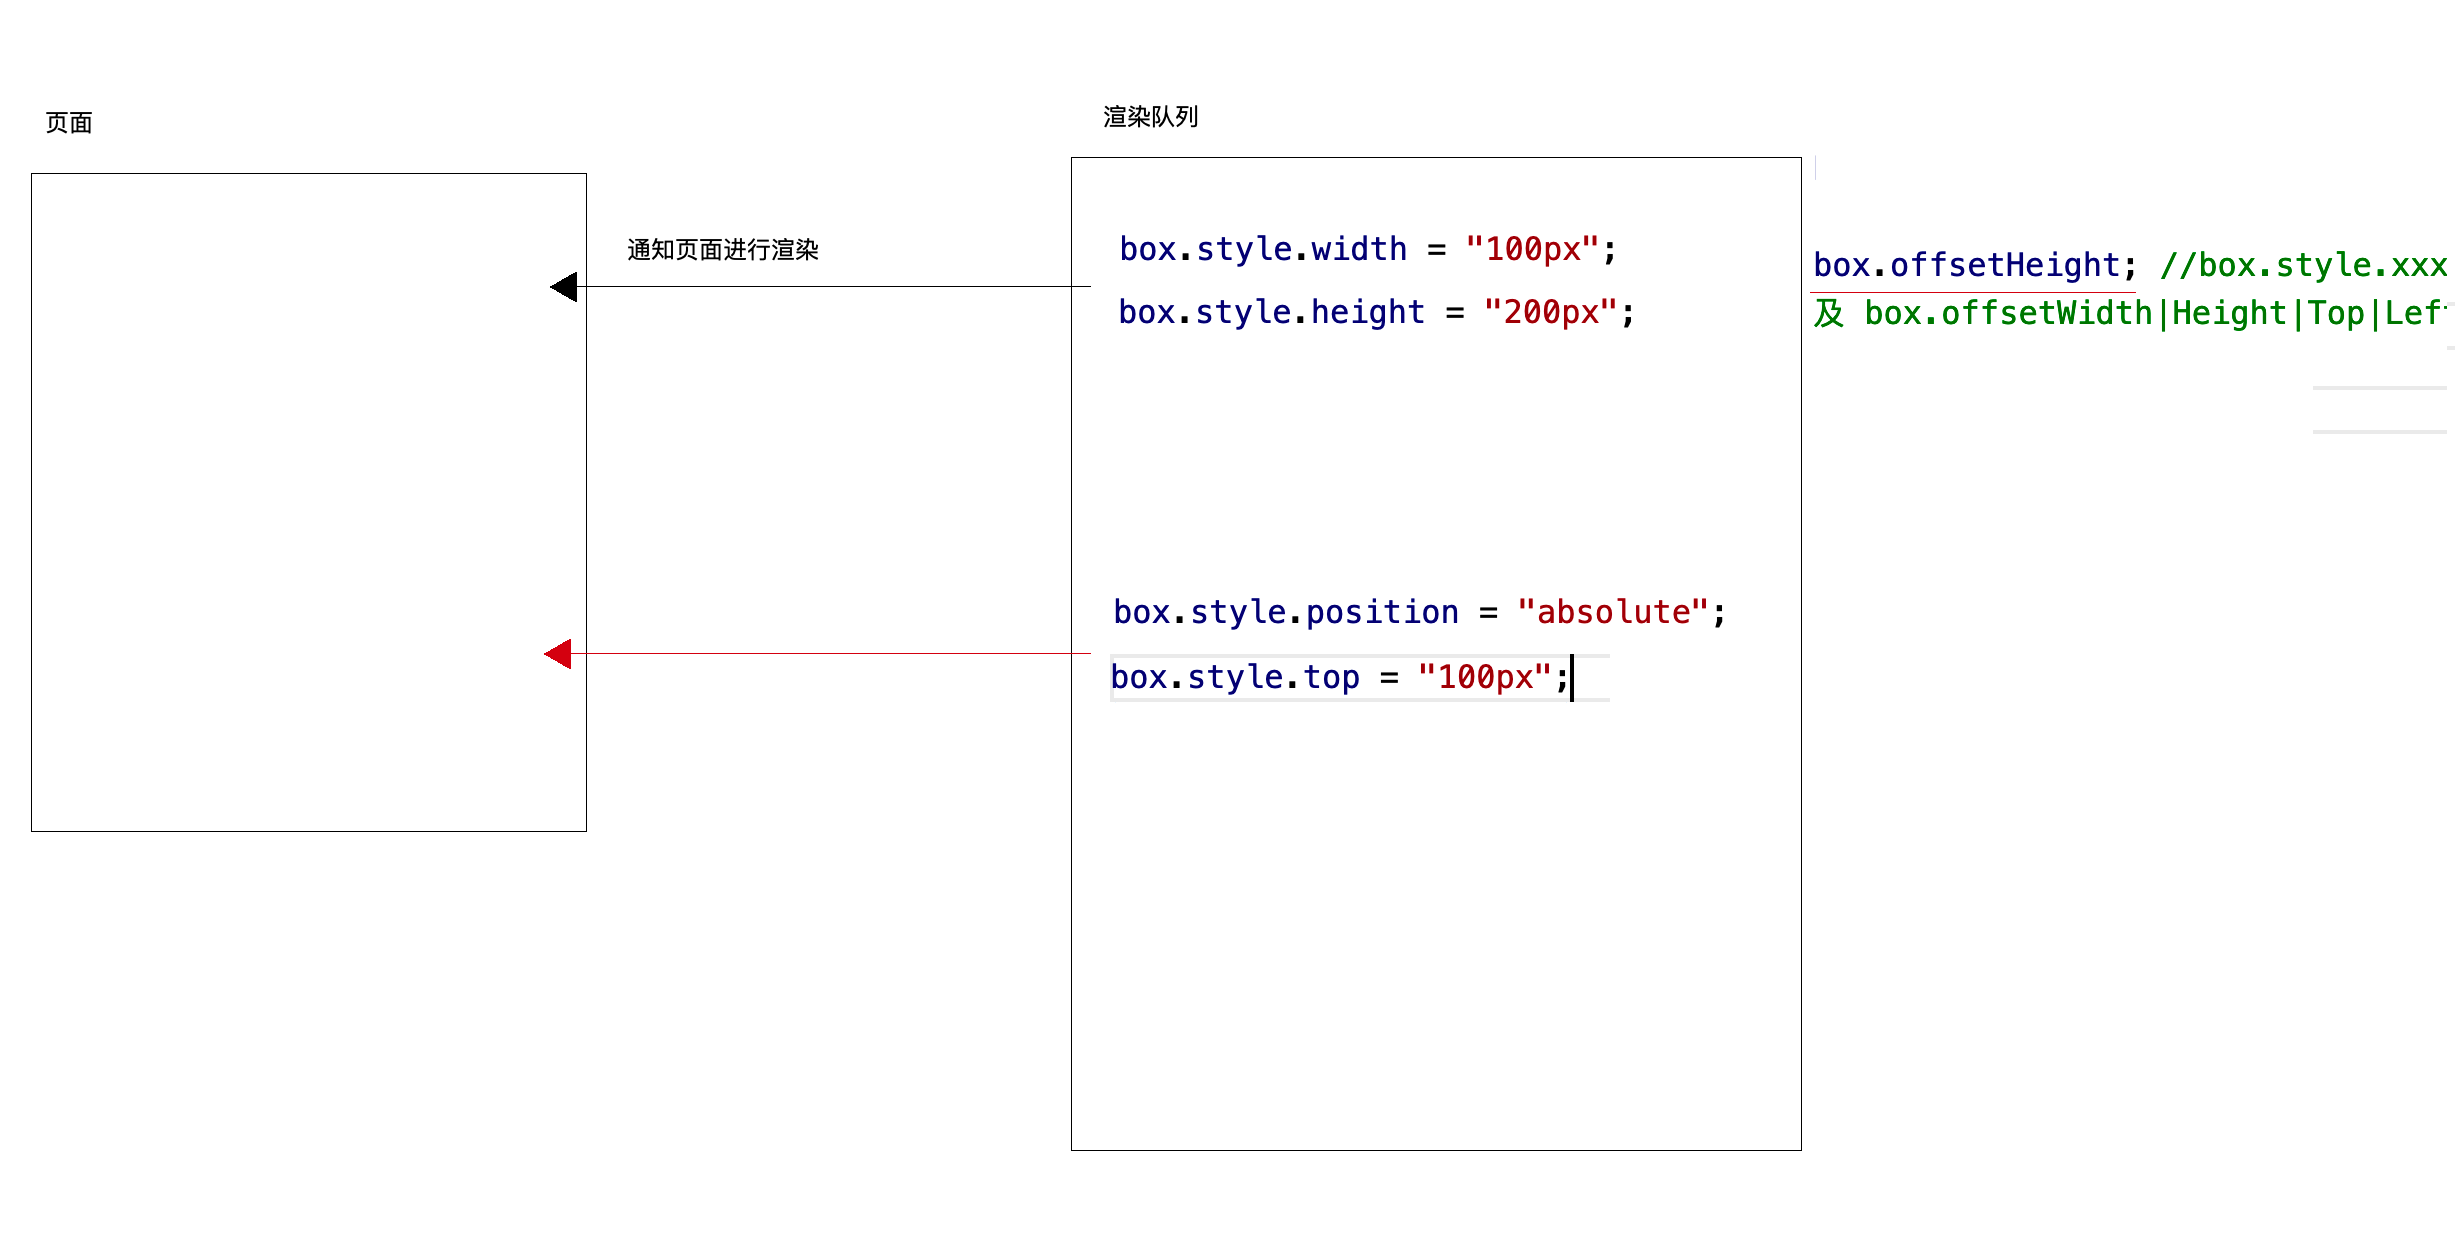 页面
渲染队列
通知页面进行渲染
box.style.width = "100px";
box.style.height = "200px";
box.offsetHeight; //box.style.xxx
及 box.offsetWidth|Height|Top|Lef
box.style.position = "absolute";
box.style.top = "100px";